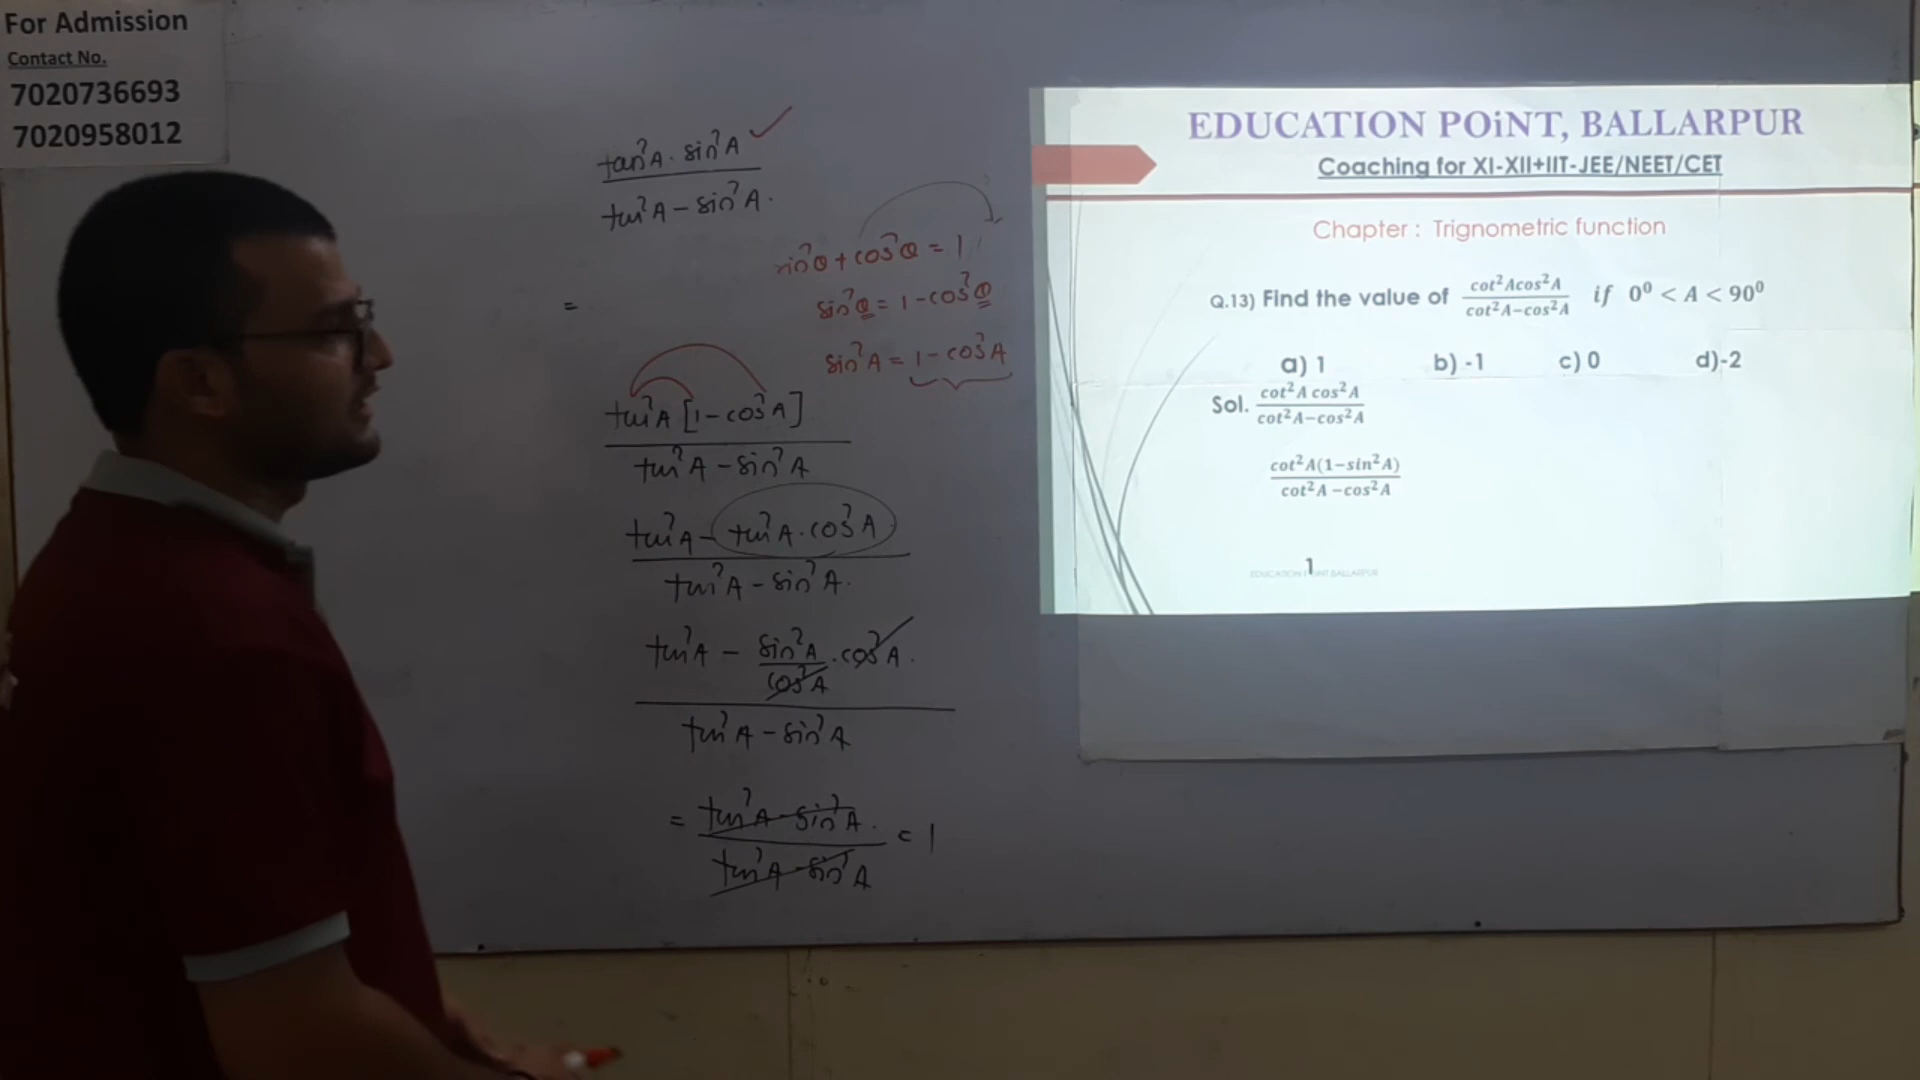 For Admission
Contact No.
7020736693
7020958012
tan²A · sin²A ✓
tan²A − sin²A.
sin²θ + cos²θ = 1
sin²θ = 1 − cos²θ
sin²A = 1 − cos²A
=
tan²A [1 − cos²A]
tan²A − sin²A
tan²A − tan²A · cos²A
tan²A − sin²A.
tan²A − sin²A/cos²A · cos²A.
tan²A − sin²A
= tan²A − sin²A. / tan²A − sin²A = 1
EDUCATION POiNT, BALLARPUR
Coaching for XI-XII+IIT-JEE/NEET/CET
Chapter : Trignometric function
Q.13) Find the value of cot²Acos²A/cot²A−cos²A if 0⁰ < A < 90⁰
a) 1 b) -1 c) 0 d)-2
Sol. cot²A cos²A/cot²A−cos²A
cot²A(1−sin²A)/cot²A −cos²A
1